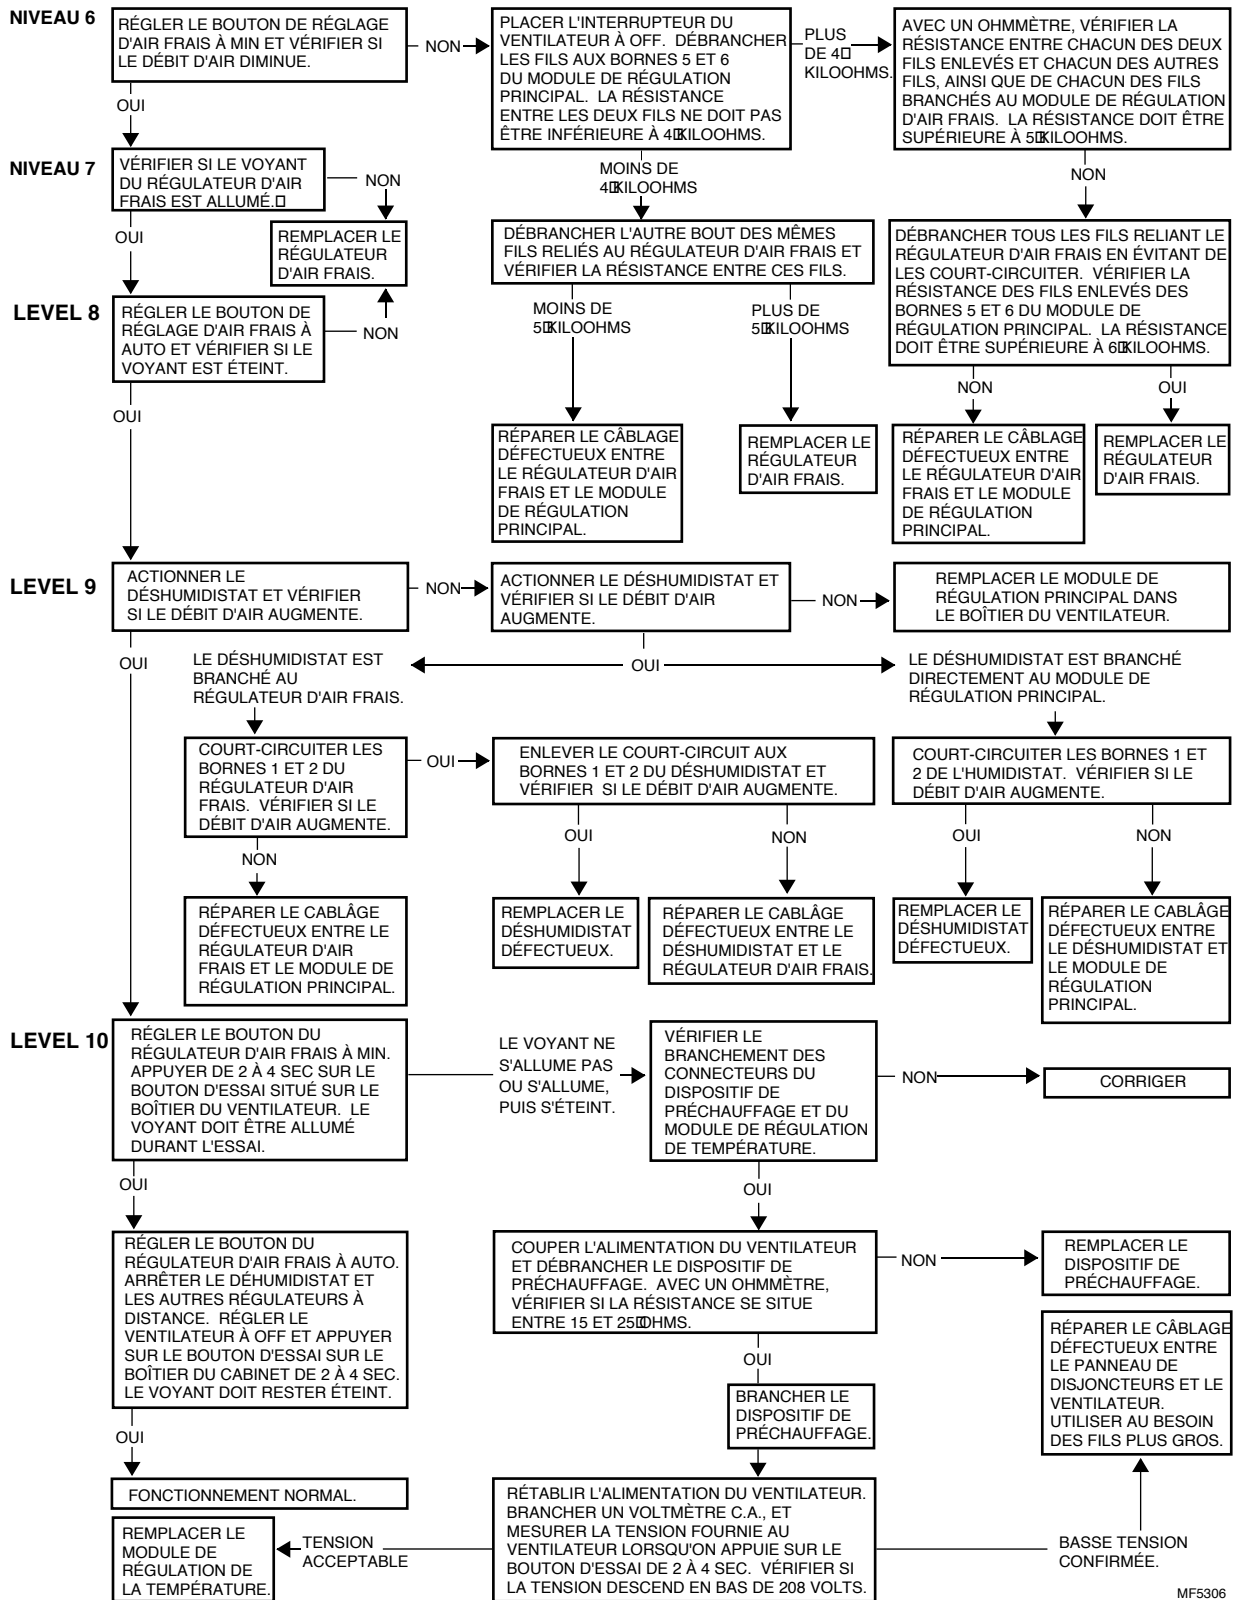 NIVEAU 6
RÉGLER LE BOUTON DE RÉGLAGE
D'AIR FRAIS À MIN ET VÉRIFIER SI
LE DÉBIT D'AIR DIMINUE.
NON
PLACER L'INTERRUPTEUR DU
VENTILATEUR À OFF. DÉBRANCHER
LES FILS AUX BORNES 5 ET 6
DU MODULE DE RÉGULATION
PRINCIPAL. LA RÉSISTANCE
ENTRE LES DEUX FILS NE DOIT PAS
ÊTRE INFÉRIEURE À 4□KILOOHMS.
PLUS
DE 4□
KILOOHMS.
AVEC UN OHMMÈTRE, VÉRIFIER LA
RÉSISTANCE ENTRE CHACUN DES DEUX
FILS ENLEVÉS ET CHACUN DES AUTRES
FILS, AINSI QUE DE CHACUN DES FILS
BRANCHÉS AU MODULE DE RÉGULATION
D'AIR FRAIS. LA RÉSISTANCE DOIT ÊTRE
SUPÉRIEURE À 5□KILOOHMS.
OUI
MOINS DE
4□KILOOHMS
NON
NIVEAU 7
VÉRIFIER SI LE VOYANT
DU RÉGULATEUR D'AIR
FRAIS EST ALLUMÉ.□
NON
REMPLACER LE
RÉGULATEUR
D'AIR FRAIS.
OUI
DÉBRANCHER L'AUTRE BOUT DES MÊMES
FILS RELIÉS AU RÉGULATEUR D'AIR FRAIS ET
VÉRIFIER LA RÉSISTANCE ENTRE CES FILS.
DÉBRANCHER TOUS LES FILS RELIANT LE
RÉGULATEUR D'AIR FRAIS EN ÉVITANT DE
LES COURT-CIRCUITER. VÉRIFIER LA
RÉSISTANCE DES FILS ENLEVÉS DES
BORNES 5 ET 6 DU MODULE DE
RÉGULATION PRINCIPAL. LA RÉSISTANCE
DOIT ÊTRE SUPÉRIEURE À 6□KILOOHMS.
LEVEL 8
RÉGLER LE BOUTON DE
RÉGLAGE D'AIR FRAIS À
AUTO ET VÉRIFIER SI LE
VOYANT EST ÉTEINT.
NON
MOINS DE
5□KILOOHMS
PLUS DE
5□KILOOHMS
NON
OUI
OUI
RÉPARER LE CÂBLAGE
DÉFECTUEUX ENTRE
LE RÉGULATEUR D'AIR
FRAIS ET LE MODULE
DE RÉGULATION
PRINCIPAL.
REMPLACER LE
RÉGULATEUR
D'AIR FRAIS.
RÉPARER LE CÂBLAGE
DÉFECTUEUX ENTRE
LE RÉGULATEUR D'AIR
FRAIS ET LE MODULE
DE RÉGULATION
PRINCIPAL.
REMPLACER LE
RÉGULATEUR
D'AIR FRAIS.
LEVEL 9
ACTIONNER LE
DÉSHUMIDISTAT ET VÉRIFIER
SI LE DÉBIT D'AIR AUGMENTE.
NON
ACTIONNER LE DÉSHUMIDISTAT ET
VÉRIFIER SI LE DÉBIT D'AIR
AUGMENTE.
NON
REMPLACER LE MODULE DE
RÉGULATION PRINCIPAL DANS
LE BOÎTIER DU VENTILATEUR.
OUI
LE DÉSHUMIDISTAT EST
BRANCHÉ AU
RÉGULATEUR D'AIR FRAIS.
OUI
LE DÉSHUMIDISTAT EST BRANCHÉ
DIRECTEMENT AU MODULE DE
RÉGULATION PRINCIPAL.
COURT-CIRCUITER LES
BORNES 1 ET 2 DU
RÉGULATEUR D'AIR
FRAIS. VÉRIFIER SI LE
DÉBIT D'AIR AUGMENTE.
OUI
ENLEVER LE COURT-CIRCUIT AUX
BORNES 1 ET 2 DU DÉSHUMIDISTAT ET
VÉRIFIER SI LE DÉBIT D'AIR AUGMENTE.
COURT-CIRCUITER LES BORNES 1 ET
2 DE L'HUMIDISTAT. VÉRIFIER SI LE
DÉBIT D'AIR AUGMENTE.
NON
OUI
NON
OUI
NON
RÉPARER LE CABLÂGE
DÉFECTUEUX ENTRE LE
RÉGULATEUR D'AIR
FRAIS ET LE MODULE DE
RÉGULATION PRINCIPAL.
REMPLACER LE
DÉSHUMIDISTAT
DÉFECTUEUX.
RÉPARER LE CABLÂGE
DÉFECTUEUX ENTRE LE
DÉSHUMIDISTAT ET LE
RÉGULATEUR D'AIR FRAIS.
REMPLACER LE
DÉSHUMIDISTAT
DÉFECTUEUX.
RÉPARER LE CABLÂGE
DÉFECTUEUX ENTRE
LE DÉSHUMIDISTAT ET
LE MODULE DE
RÉGULATION
PRINCIPAL.
LEVEL 10
RÉGLER LE BOUTON DU
RÉGULATEUR D'AIR FRAIS À MIN.
APPUYER DE 2 À 4 SEC SUR LE
BOUTON D'ESSAI SITUÉ SUR LE
BOÎTIER DU VENTILATEUR. LE
VOYANT DOIT ÊTRE ALLUMÉ
DURANT L'ESSAI.
LE VOYANT NE
S'ALLUME PAS
OU S'ALLUME,
PUIS S'ÉTEINT.
VÉRIFIER LE
BRANCHEMENT DES
CONNECTEURS DU
DISPOSITIF DE
PRÉCHAUFFAGE ET DU
MODULE DE RÉGULATION
DE TEMPÉRATURE.
NON
CORRIGER
OUI
OUI
RÉGLER LE BOUTON DU
RÉGULATEUR D'AIR FRAIS À AUTO.
ARRÊTER LE DÉHUMIDISTAT ET
LES AUTRES RÉGULATEURS À
DISTANCE. RÉGLER LE
VENTILATEUR À OFF ET APPUYER
SUR LE BOUTON D'ESSAI SUR LE
BOÎTIER DU CABINET DE 2 À 4 SEC.
LE VOYANT DOIT RESTER ÉTEINT.
COUPER L'ALIMENTATION DU VENTILATEUR
ET DÉBRANCHER LE DISPOSITIF DE
PRÉCHAUFFAGE. AVEC UN OHMMÈTRE,
VÉRIFIER SI LA RÉSISTANCE SE SITUE
ENTRE 15 ET 25□OHMS.
NON
REMPLACER LE
DISPOSITIF DE
PRÉCHAUFFAGE.
OUI
BRANCHER LE
DISPOSITIF DE
PRÉCHAUFFAGE.
RÉPARER LE CÂBLAGE
DÉFECTUEUX ENTRE
LE PANNEAU DE
DISJONCTEURS ET LE
VENTILATEUR.
UTILISER AU BESOIN
DES FILS PLUS GROS.
OUI
FONCTIONNEMENT NORMAL.
REMPLACER LE
MODULE DE
RÉGULATION DE
LA TEMPÉRATURE.
TENSION
ACCEPTABLE
RÉTABLIR L'ALIMENTATION DU VENTILATEUR.
BRANCHER UN VOLTMÈTRE C.A., ET
MESURER LA TENSION FOURNIE AU
VENTILATEUR LORSQU'ON APPUIE SUR LE
BOUTON D'ESSAI DE 2 À 4 SEC. VÉRIFIER SI
LA TENSION DESCEND EN BAS DE 208 VOLTS.
BASSE TENSION
CONFIRMÉE.
MF5306